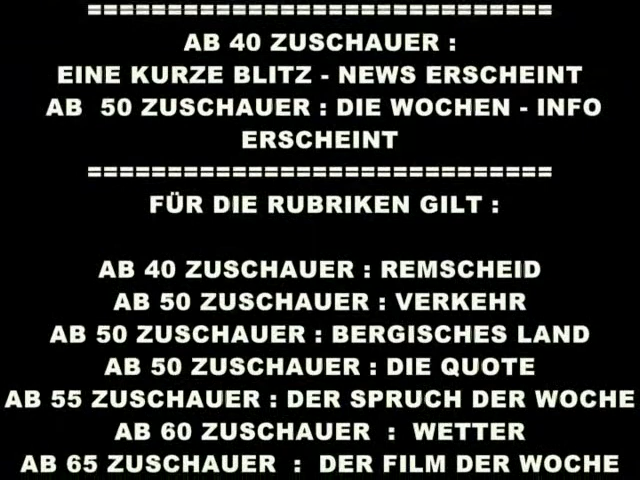 =============================
AB 40 ZUSCHAUER :
EINE KURZE BLITZ - NEWS ERSCHEINT
AB  50 ZUSCHAUER : DIE WOCHEN - INFO
ERSCHEINT
=============================
FÜR DIE RUBRIKEN GILT :
AB 40 ZUSCHAUER : REMSCHEID
AB 50 ZUSCHAUER : VERKEHR
AB 50 ZUSCHAUER : BERGISCHES LAND
AB 50 ZUSCHAUER : DIE QUOTE
AB 55 ZUSCHAUER : DER SPRUCH DER WOCHE
AB 60 ZUSCHAUER  :  WETTER
AB 65 ZUSCHAUER  :  DER FILM DER WOCHE